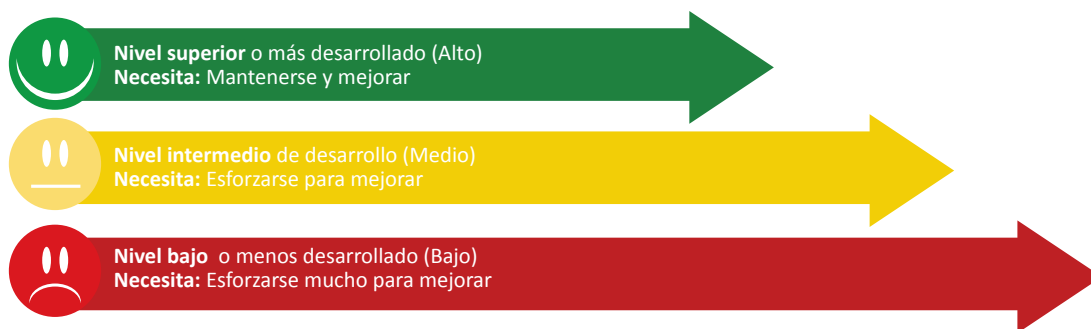 Nivel superior o más desarrollado (Alto)
Necesita: Mantenerse y mejorar
Nivel intermedio de desarrollo (Medio)
Necesita: Esforzarse para mejorar
Nivel bajo o menos desarrollado (Bajo)
Necesita: Esforzarse mucho para mejorar